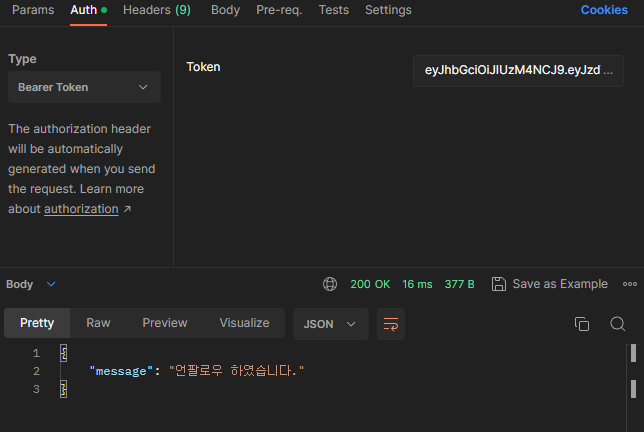 Params Auth Headers (9) Body Pre-req. Tests Settings Cookies
Type
Bearer Token
Token
eyJhbGciOiJIUzM4NCJ9.eyJzd ...
The authorization header
will be automatically
generated when you send
the request. Learn more
about authorization ↗
Body 200 OK 16 ms 377 B Save as Example
Pretty Raw Preview Visualize JSON
1 {
2 "message": "언팔로우 하였습니다."
3 }